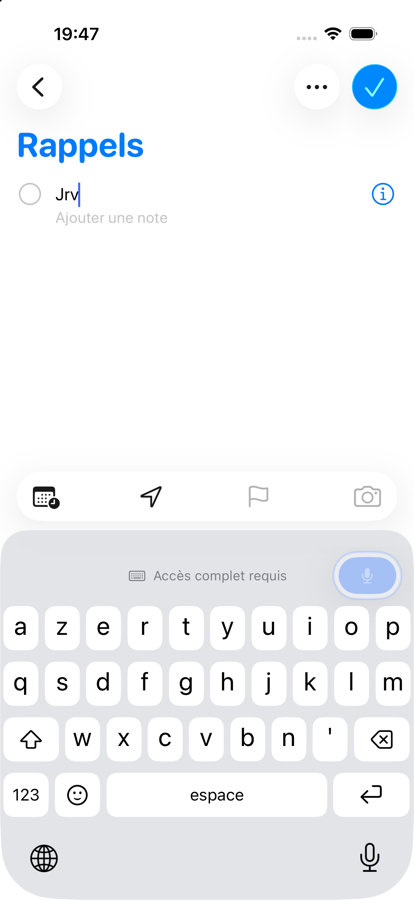 19:47
Rappels
Jrv
Ajouter une note
Accès complet requis
a z e r t y u i o p
q s d f g h j k l m
w x c v b n '
123 espace